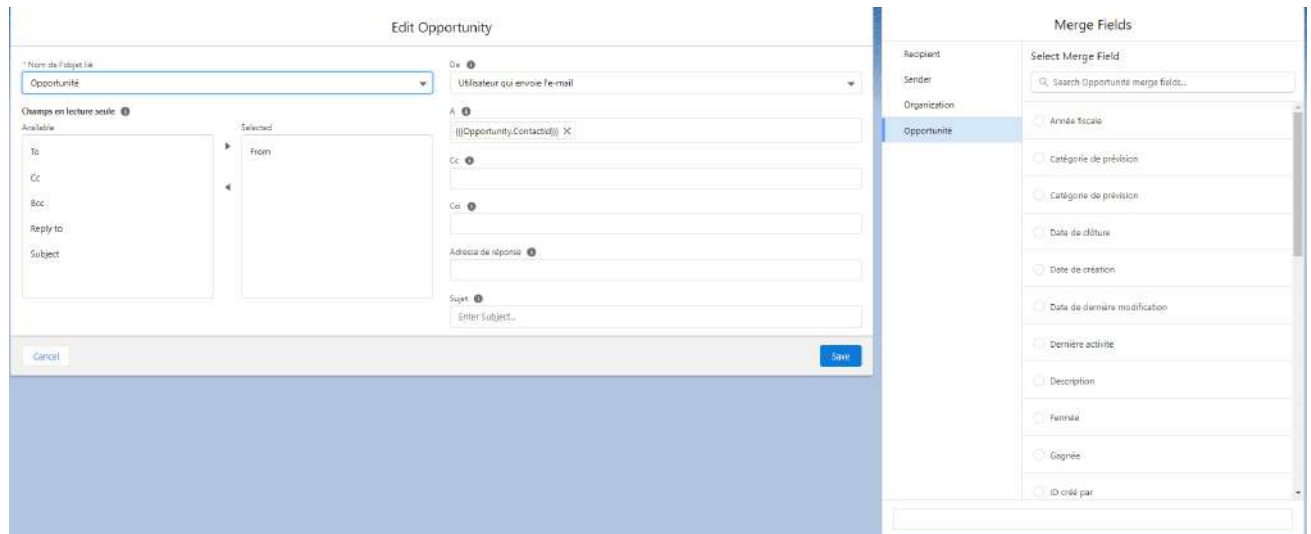 Edit Opportunity
* Nom de l'objet lié
Opportunité
Champs en lecture seule
Available
To
Cc
Bcc
Reply to
Subject
Selected
From
De
Utilisateur qui envoie l'e-mail
A
{{{Opportunity.ContactId}}} ×
Cc
Cci
Adresse de réponse
Sujet
Enter Subject...
Cancel
Save
Merge Fields
Recipient
Sender
Organization
Opportunité
Select Merge Field
Search Opportunité merge fields...
Année fiscale
Catégorie de prévision
Catégorie de prévision
Date de clôture
Date de création
Date de dernière modification
Dernière activité
Description
Fermée
Gagnée
ID créé par